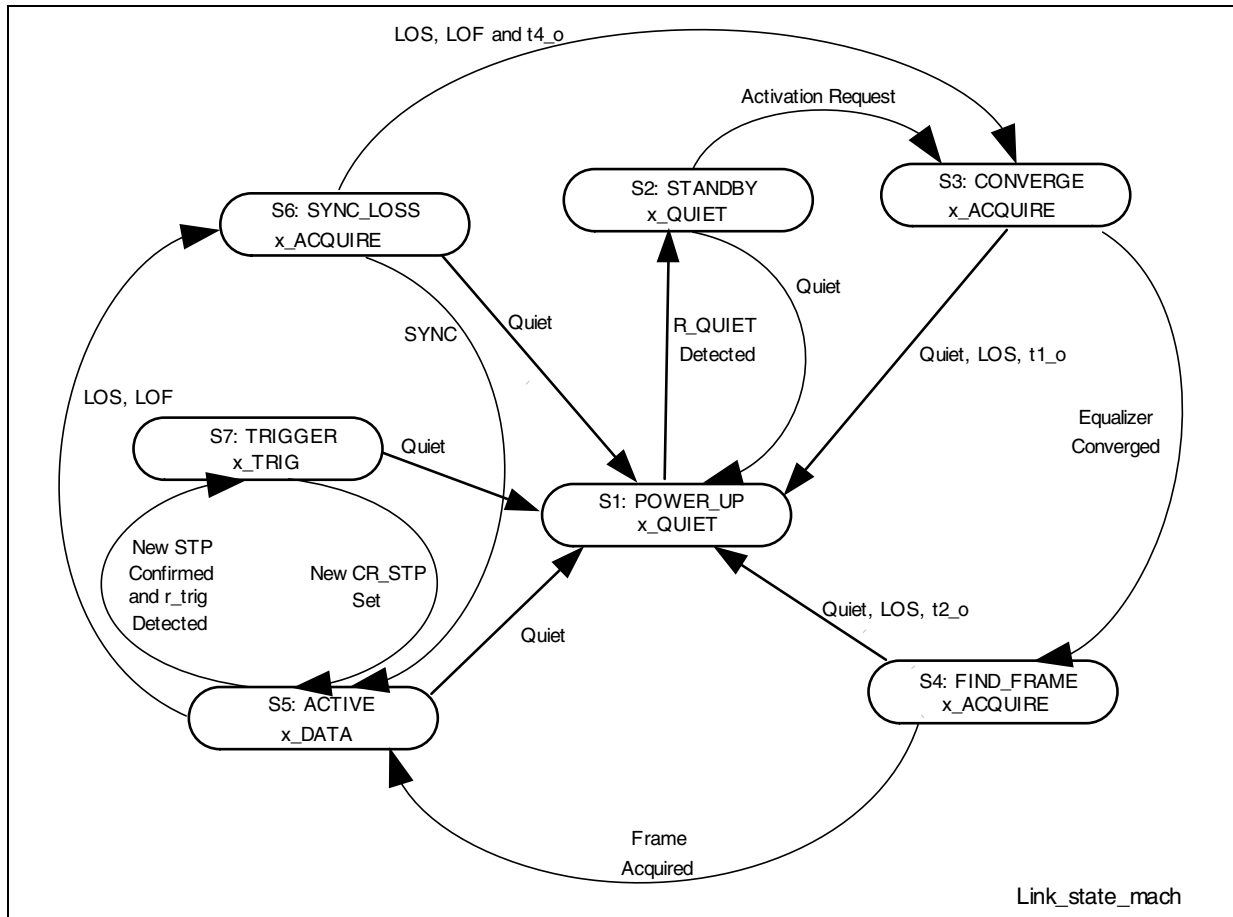 LOS, LOF and t4_o
Activation Request
S2: STANDBY
x_QUIET
S3: CONVERGE
x_ACQUIRE
S6: SYNC_LOSS
x_ACQUIRE
Quiet
Quiet
R_QUIET
Detected
SYNC
Quiet, LOS, t1_o
LOS, LOF
Equalizer
Converged
S7: TRIGGER
x_TRIG
Quiet
S1: POWER_UP
x_QUIET
New STP
Confirmed
and r_trig
Detected
New CR_STP
Set
Quiet, LOS, t2_o
Quiet
S4: FIND_FRAME
x_ACQUIRE
S5: ACTIVE
x_DATA
Frame
Acquired
Link_state_mach